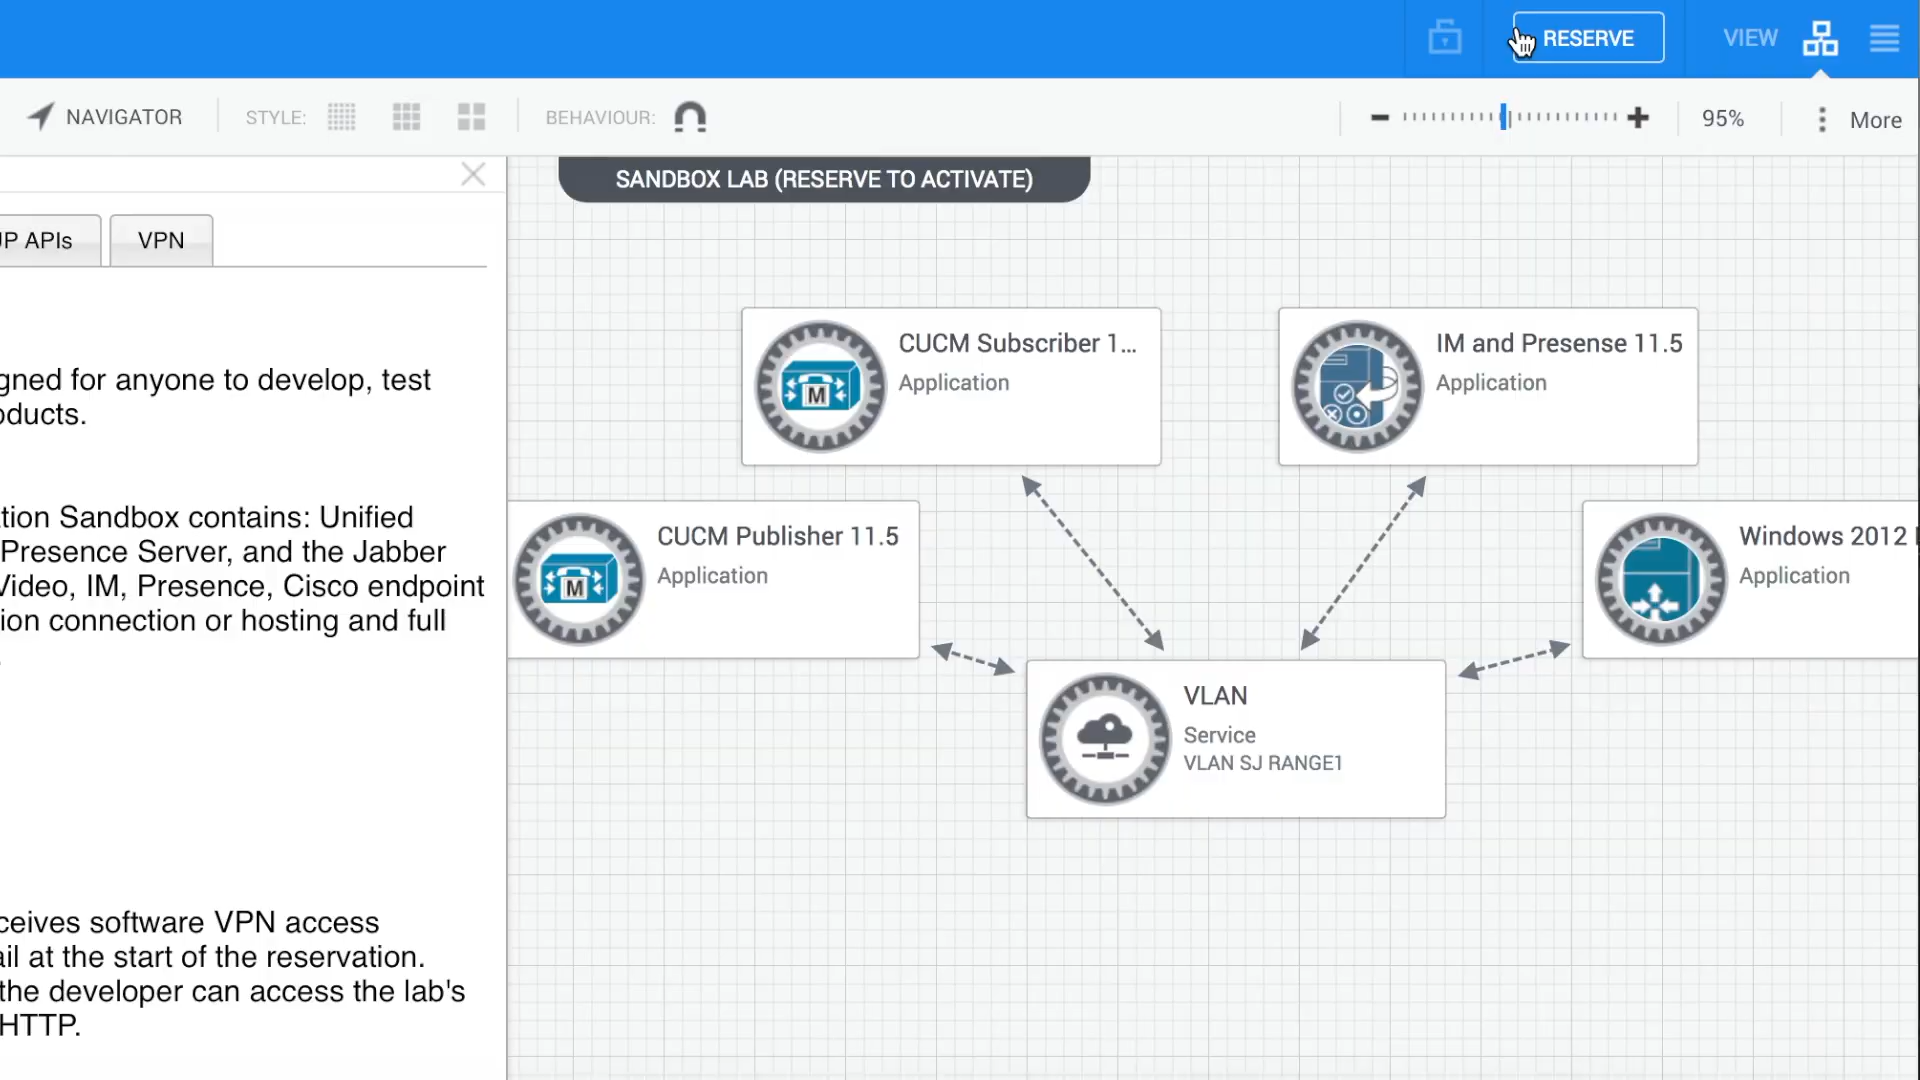 RESERVE
VIEW
NAVIGATOR
STYLE:
BEHAVIOUR:
95%
More
SANDBOX LAB (RESERVE TO ACTIVATE)
UP APIs
VPN
gned for anyone to develop, test
oducts.
tion Sandbox contains: Unified
Presence Server, and the Jabber
Video, IM, Presence, Cisco endpoint
ion connection or hosting and full
ceives software VPN access
ail at the start of the reservation.
the developer can access the lab's
HTTP.
CUCM Subscriber 1...
Application
IM and Presense 11.5
Application
CUCM Publisher 11.5
Application
Windows 2012
Application
VLAN
Service
VLAN SJ RANGE1
M
M